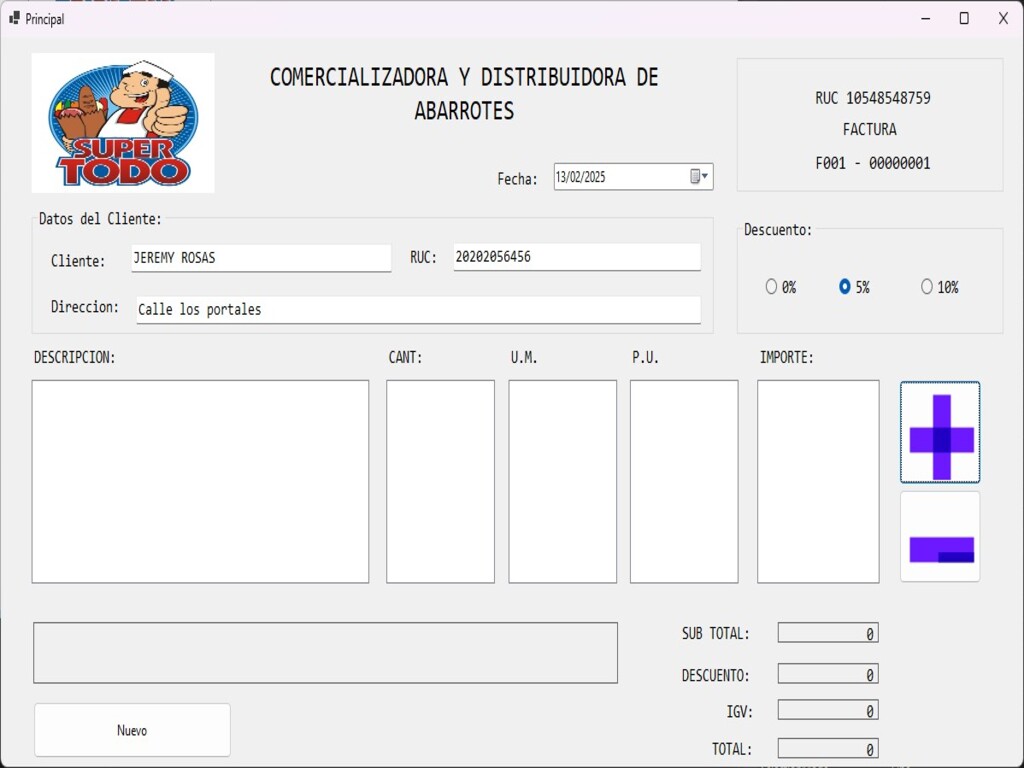 Principal
SUPER
TODO
COMERCIALIZADORA Y DISTRIBUIDORA DE
ABARROTES
RUC 10548548759
FACTURA
F001 - 00000001
Fecha: 13/02/2025
Datos del Cliente:
Cliente: JEREMY ROSAS RUC: 20202056456
Direccion: Calle los portales
Descuento:
0% 5% 10%
DESCRIPCION: CANT: U.M. P.U. IMPORTE:
SUB TOTAL: 0
DESCUENTO: 0
IGV: 0
TOTAL: 0
Nuevo